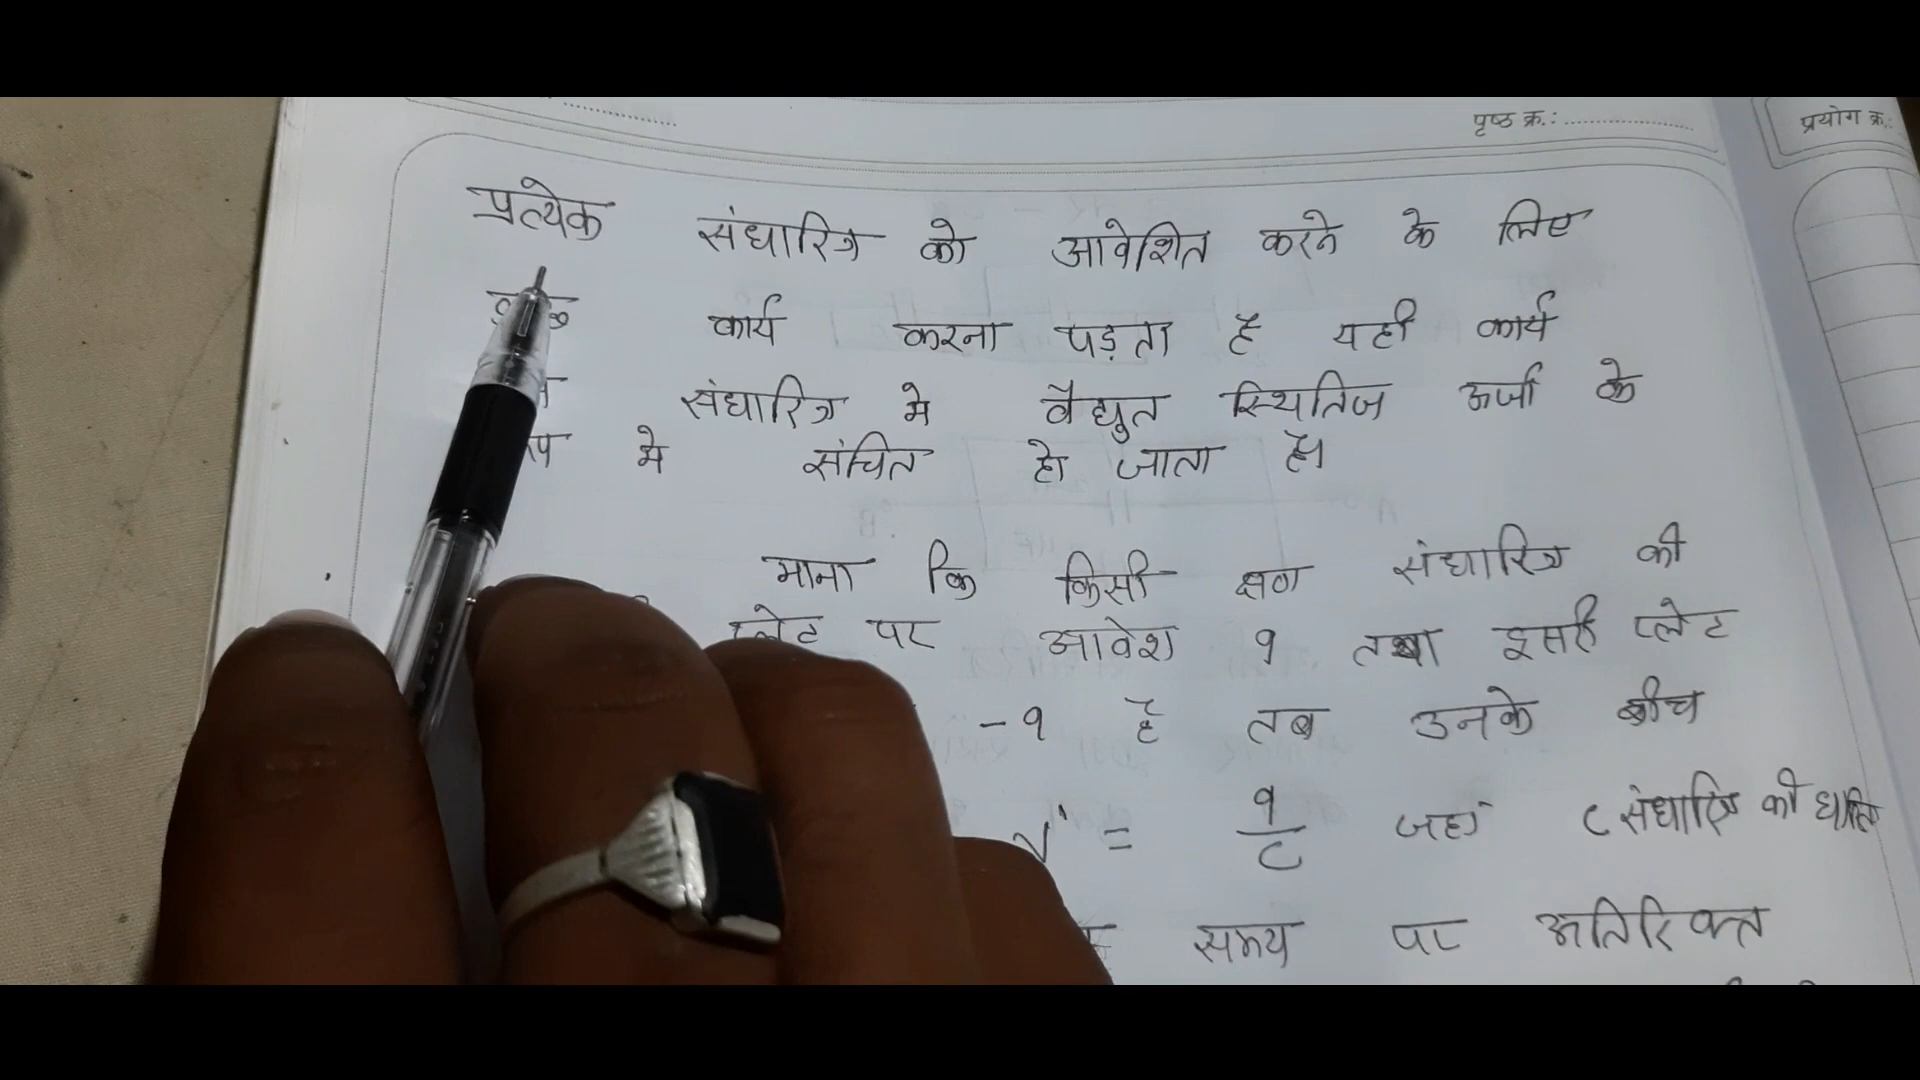 पृष्ठ क्र.:
प्रयोग क्र.:
प्रत्येक संधारित्र को आवेशित करने के लिए
कार्य करना पड़ता है यही कार्य
संधारित्र मे वैद्युत स्थितिज ऊर्जा के
मे संचित हो जाता है।
माना कि किसी क्षण संधारित्र की
प्लेट पर आवेश q तथा दूसरी प्लेट
-q है तब उनके बीच
V' = q/C जहां C संधारित्र की धारिता
समय पर अतिरिक्त